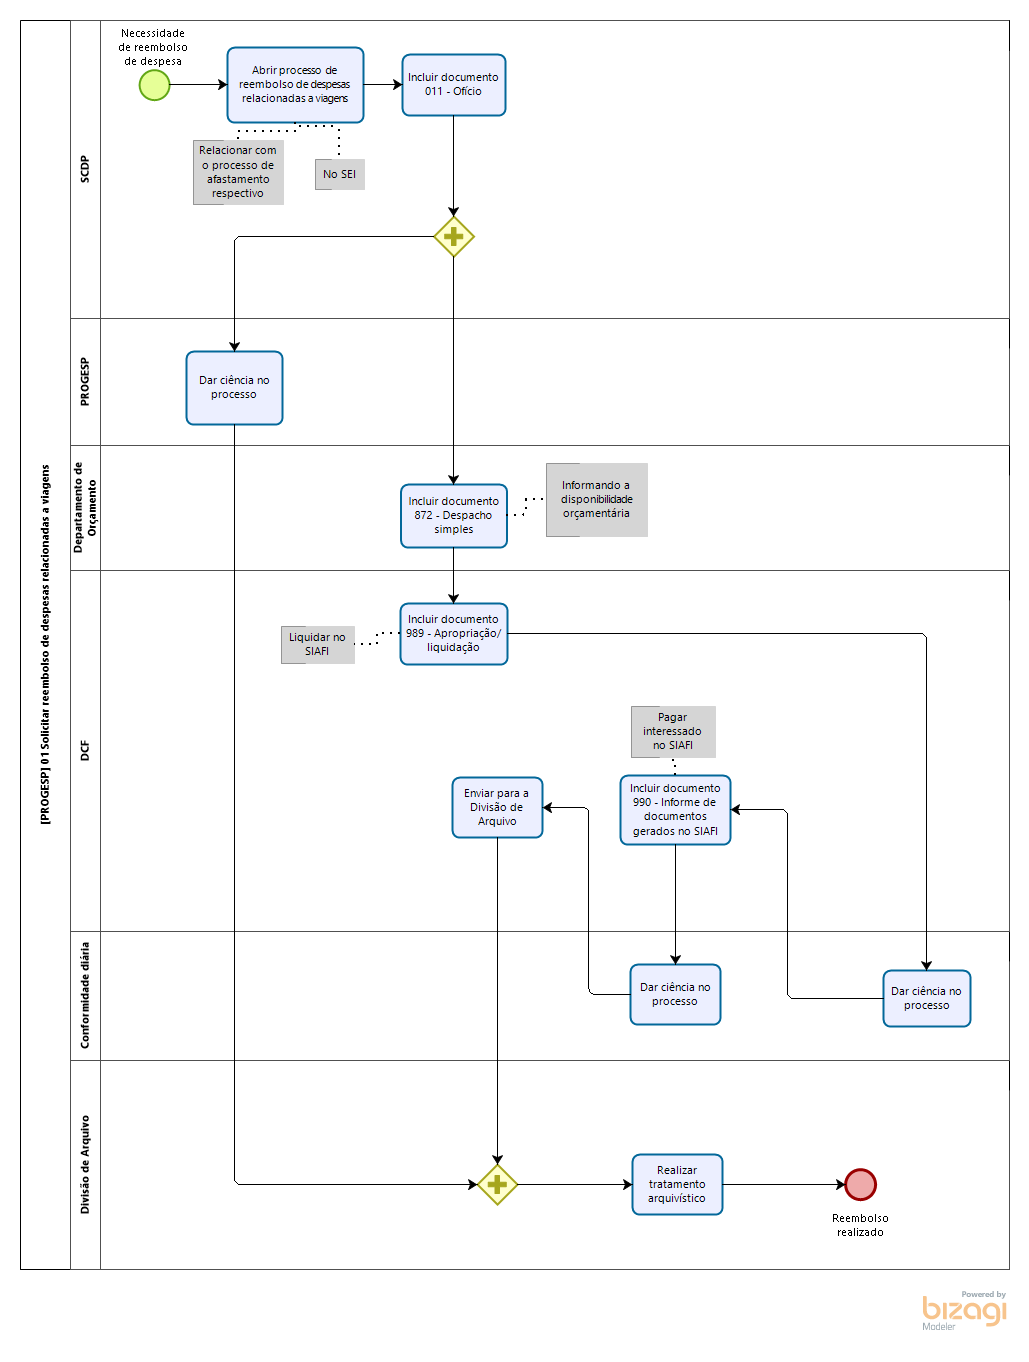 [PROGESP] 01 Solicitar reembolso de despesas relacionadas a viagens
SCDP
Necessidade
de reembolso
de despesa
Abrir processo de
reembolso de despesas
relacionadas a viagens
Incluir documento
011 - Ofício
Relacionar com
o processo de
afastamento
respectivo
No SEI
PROGESP
Dar ciência no
processo
Departamento de
Orçamento
Incluir documento
872 - Despacho
simples
Informando a
disponibilidade
orçamentária
DCF
Incluir documento
989 - Apropriação/
liquidação
Liquidar no
SIAFI
Pagar
interessado
no SIAFI
Incluir documento
990 - Informe de
documentos
gerados no SIAFI
Enviar para a
Divisão de
Arquivo
Conformidade diária
Dar ciência no
processo
Dar ciência no
processo
Divisão de Arquivo
Realizar
tratamento
arquivístico
Reembolso
realizado
Powered by
bizagi
Modeler